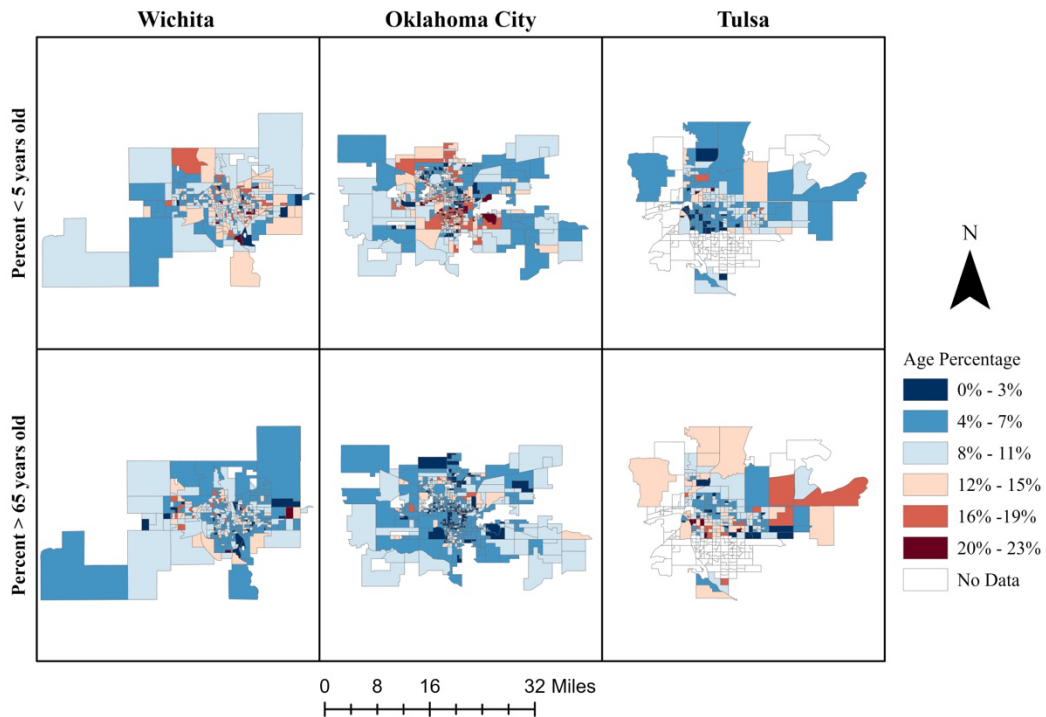 Wichita
Oklahoma City
Tulsa
Percent < 5 years old
N
Percent > 65 years old
Age Percentage
0% - 3%
4% - 7%
8% - 11%
12% - 15%
16% -19%
20% - 23%
No Data
0 8 16 32 Miles